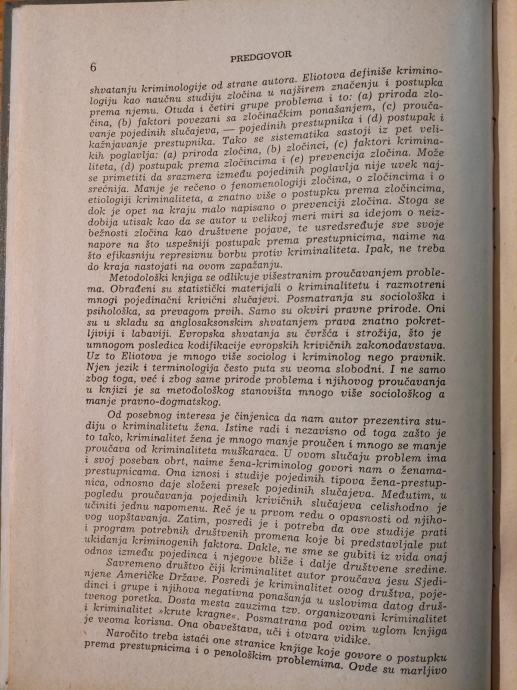 6
PREDGOVOR
shvatanju kriminologije od strane autora. Eliotova definiše krimino-
logiju kao naučnu studiju zločina u najširem značenju i postupka
prema njemu. Otuda i četiri grupe problema i to: (a) priroda zlo-
čina, (b) faktori povezani sa zločinačkim ponašanjem, (c) prouča-
vanje pojedinih slučajeva, — pojedinih prestupnika i (d) postupak i
kažnjavanje prestupnika. Tako se sistematika sastoji iz pet veli-
kih poglavlja: (a) priroda zločina, (b) zločinci, (c) faktori krimina-
liteta, (d) postupak prema zločincima i (e) prevencija zločina. Može
se primetiti da srazmera između pojedinih poglavlja nije uvek naj-
srećnija. Manje je rečeno o fenomenologiji zločina, o zločincima i o
etiologiji kriminaliteta, a znatno više o postupku prema zločincima,
dok je opet na kraju malo napisano o prevenciji zločina. Stoga se
dobija utisak kao da se autor u velikoj meri miri sa idejom o neiz-
bežnosti zločina kao društvene pojave, te usredsređuje sve svoje
napore na što uspešniji postupak prema prestupnicima, naime na
što efikasniju represivnu borbu protiv kriminaliteta. Ipak, ne treba
do kraja nastojati na ovom zapažanju.
Metodološki knjiga se odlikuje višestranim proučavanjem proble-
ma. Obrađeni su statistički materijali o kriminalitetu i razmotreni
mnogi pojedinačni krivični slučajevi. Posmatranja su sociološka i
psihološka, sa prevagom prvih. Samo su okviri pravne prirode. Oni
su u skladu sa anglosaksonskim shvatanjem prava znatno pokret-
ljiviji i labaviji. Evropska shvatanja su čvršća i strožija, što je
umnogom posledica kodifikacije evropskih krivičnih zakonodavstava.
Uz to Eliotova je mnogo više sociolog i kriminolog nego pravnik.
Njen jezik i terminologija često puta su veoma slobodni. I ne samo
zbog toga, već i zbog same prirode problema i njihovog proučavanja
u knjizi je sa metodološkog stanovišta mnogo više sociološkog a
manje pravno-dogmatskog.
Od posebnog interesa je činjenica da nam autor prezentira stu-
diju o kriminalitetu žena. Istine radi i nezavisno od toga zašto je
to tako, kriminalitet žena je mnogo manje proučen i mnogo se manje
proučava od kriminaliteta muškaraca. U ovom slučaju problem ima
i svoj poseban obrt, naime žena-kriminolog govori nam o ženama-
prestupnicama. Ona iznosi i studije pojedinih tipova žena-prestup-
nica, odnosno daje složeni presek pojedinih slučajeva. Međutim, u
pogledu proučavanja pojedinih krivičnih slučajeva celishodno je
učiniti jednu napomenu. Reč je u prvom redu o opasnosti od njiho-
vog uopštavanja. Zatim, posredi je i potreba da ove studije prati
i program potrebnih društvenih promena koje bi predstavljale put
ukidanja kriminogenih faktora. Dakle, ne sme se gubiti iz vida onaj
odnos između pojedinca i njegove bliže i dalje društvene sredine.
Savremeno društvo čiji kriminalitet autor proučava jesu Sjedi-
njene Američke Države. Posredi je kriminalitet ovog društva, poje-
dinci i grupe i njihova negativna ponašanja u uslovima datog druš-
tvenog poretka. Dosta mesta zauzima tzv. organizovani kriminalitet
i kriminalitet »krute kragne«. Posmatrana pod ovim uglom knjiga
je veoma korisna. Ona obaveštava, uči i otvara vidike.
Naročito treba istaći one stranice knjige koje govore o postupku
prema prestupnicima i o penološkim problemima. Ovde su marljivo